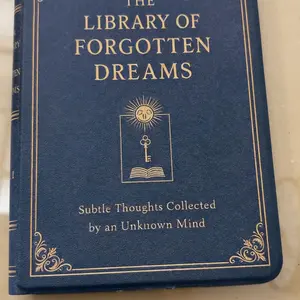 THE
LIBRARY OF
FORGOTTEN
DREAMS
Subtle Thoughts Collected
by an Unknown Mind